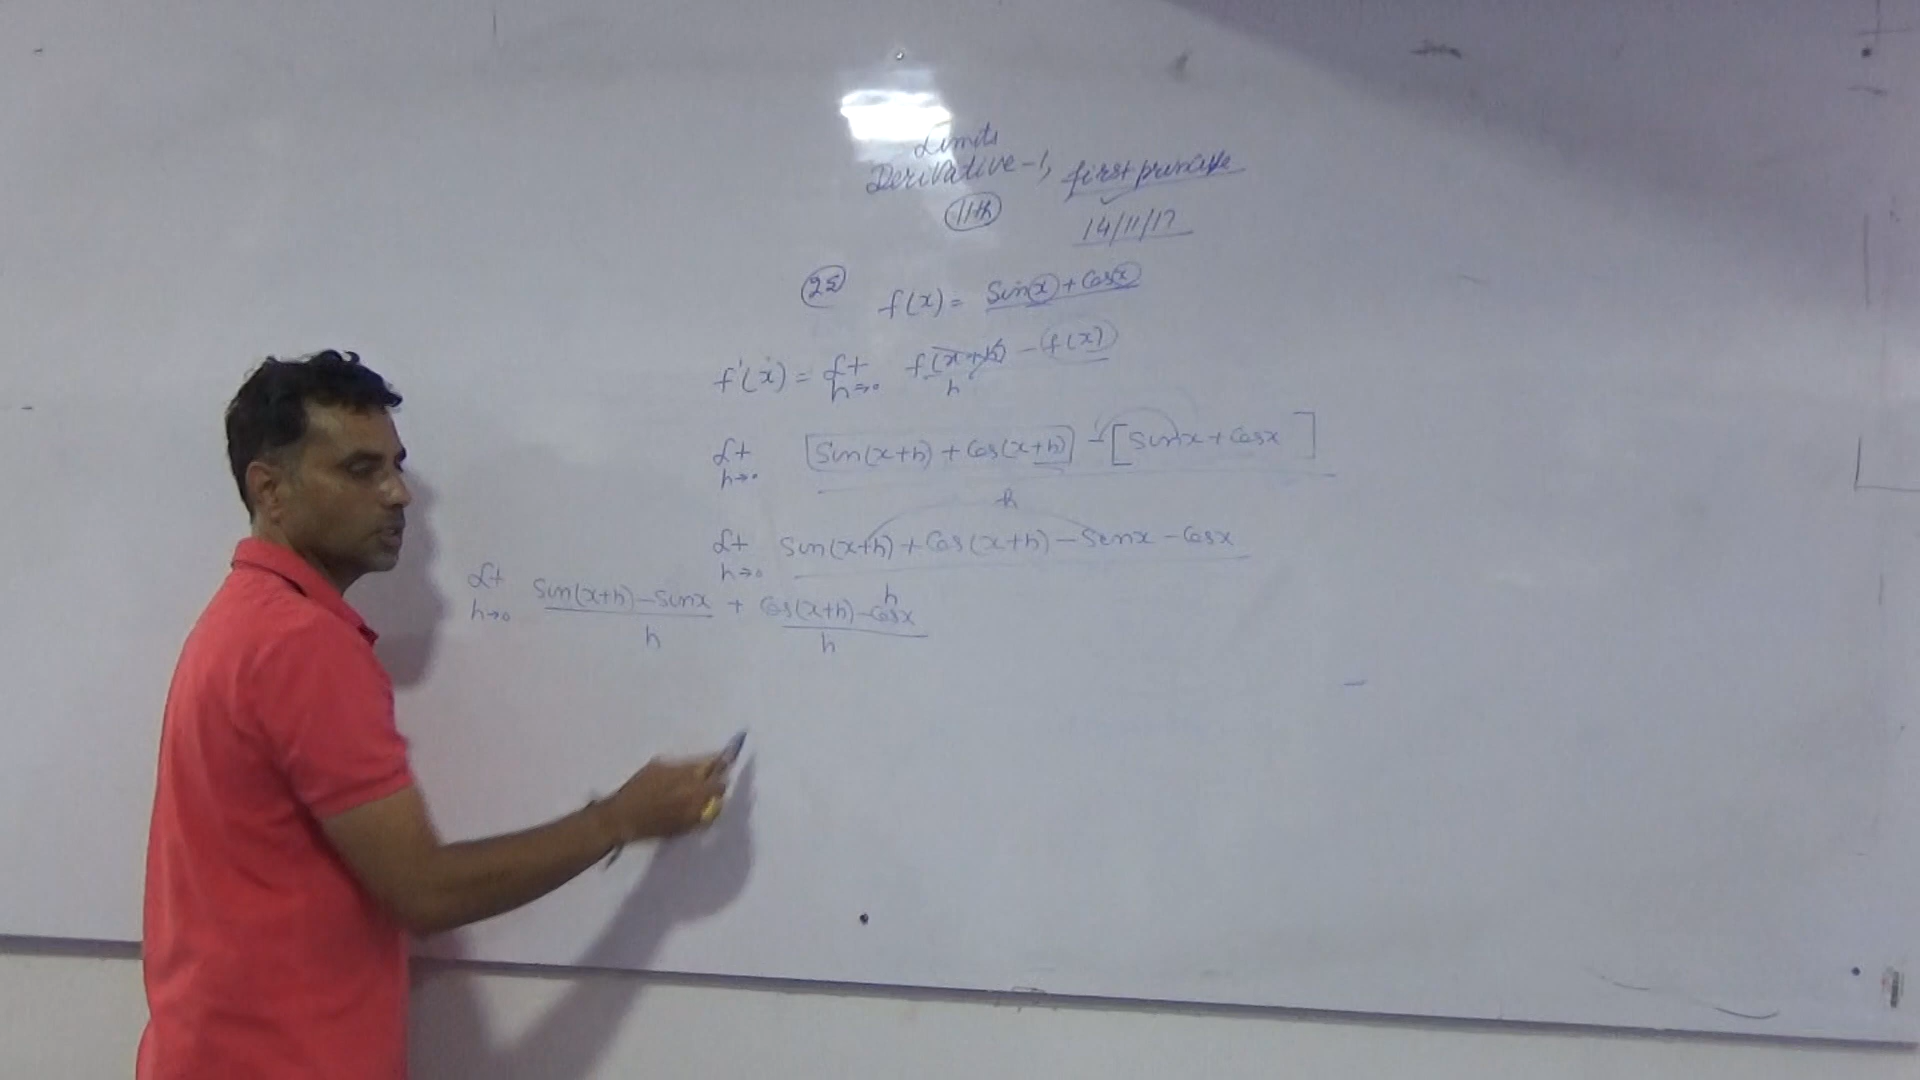 Limits
Derivative-1, first principle
11th
14/11/17
25 f(x) = Sin(x) + Cos(x)
f'(x) = Lt h→0 f(x+h) - f(x) / h
Lt h→0 [Sin(x+h) + Cos(x+h)] - [Sinx + Cosx] / h
Lt h→0 Sin(x+h) + Cos(x+h) - Sinx - Cosx / h
Lt h→0 Sin(x+h) - Sinx / h + Cos(x+h) - Cosx / h